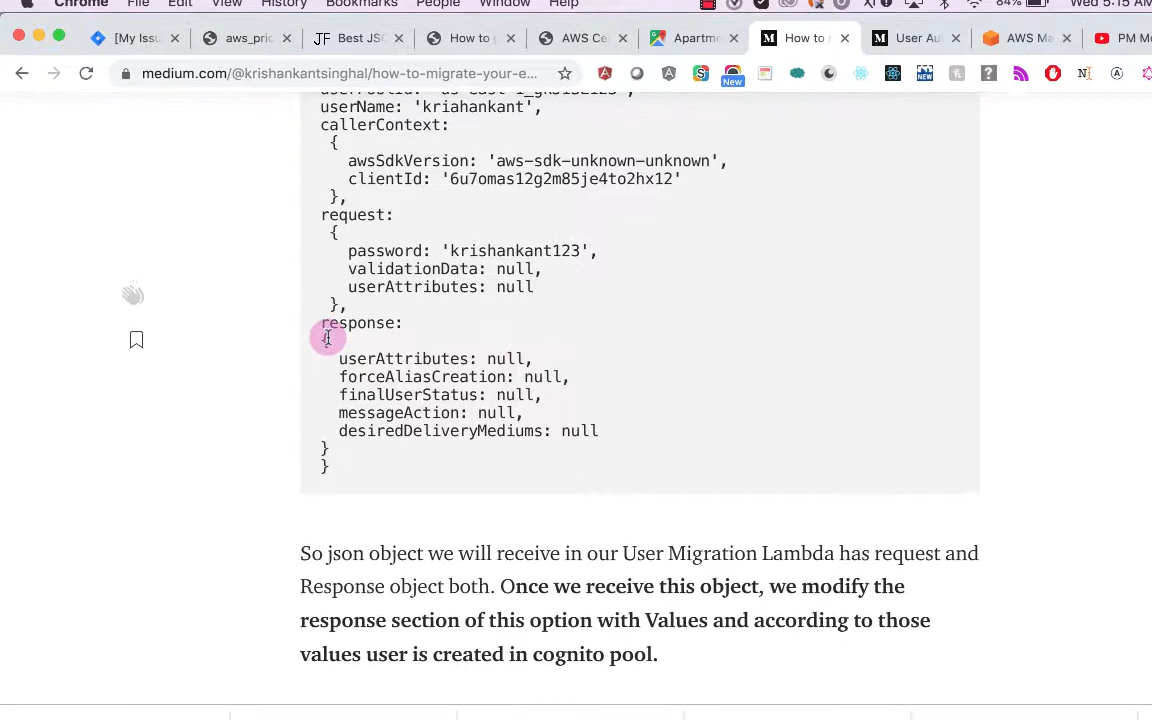 Chrome File Edit View History Bookmarks People Window Help 84% Wed 5:15 AM
[My Issu aws_pric Best JSO How to g AWS Ce Apartme How to User Au AWS Ma PM Mo
medium.com/@krishankantsinghal/how-to-migrate-your-e...
New
NEW
userName: 'kriahankant',
callerContext:
{
awsSdkVersion: 'aws-sdk-unknown-unknown',
clientId: '6u7omas12g2m85je4to2hx12'
},
request:
{
password: 'krishankant123',
validationData: null,
userAttributes: null
},
response:
{
userAttributes: null,
forceAliasCreation: null,
finalUserStatus: null,
messageAction: null,
desiredDeliveryMediums: null
}
}
So json object we will receive in our User Migration Lambda has request and
Response object both. Once we receive this object, we modify the
response section of this option with Values and according to those
values user is created in cognito pool.